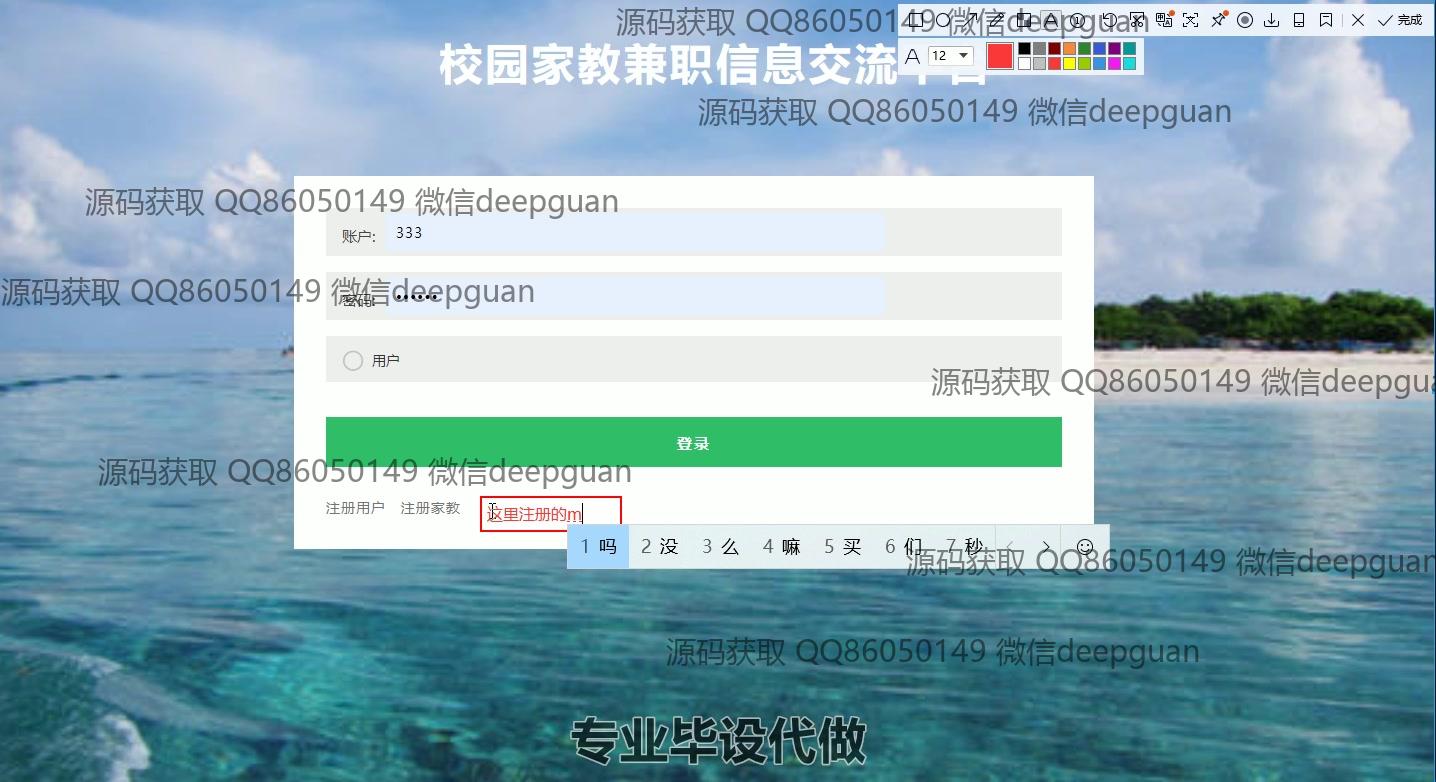 源码获取 QQ86050149 微信deepguan
完成
校园家教兼职信息交流平台
12
源码获取 QQ86050149 微信deepguan
源码获取 QQ86050149 微信deepguan
账户: 333
源码获取 QQ86050149 微信deepguan
密码: ••••••
用户
源码获取 QQ86050149 微信deepgua
登录
源码获取 QQ86050149 微信deepguan
注册用户 注册家教 这里注册的m
1 吗 2 没 3 么 4 嘛 5 买 6 们 7 秒
源码获取 QQ86050149 微信deepguan
源码获取 QQ86050149 微信deepguan
专业毕设代做